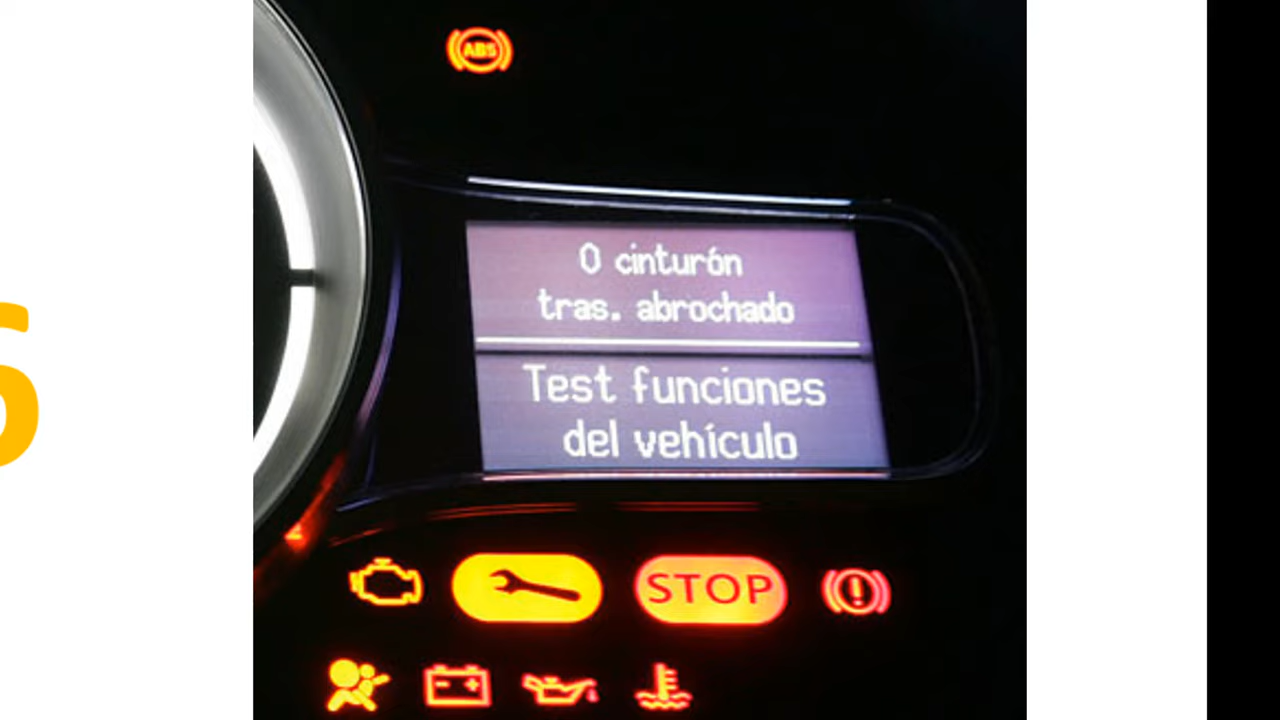 ABS
0 cinturón
tras. abrochado
Test funciones
del vehículo
STOP